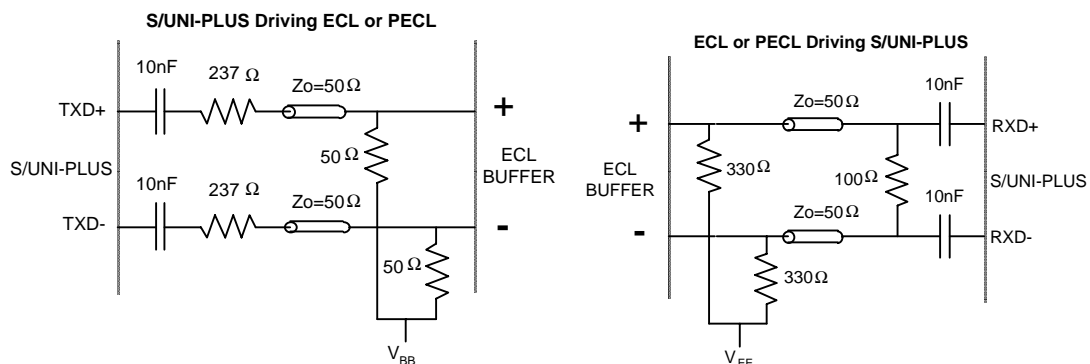 S/UNI-PLUS Driving ECL or PECL
10nF
237 Ω
Zo=50Ω
TXD+
+
50
Ω
S/UNI-PLUS
ECL
BUFFER
10nF
237 Ω
Zo=50Ω
TXD-
-
50
Ω
VBB
ECL or PECL Driving S/UNI-PLUS
Zo=50Ω
10nF
+
RXD+
ECL
BUFFER
330Ω
100Ω
10nF
S/UNI-PLUS
Zo=50Ω
-
RXD-
330Ω
VEE